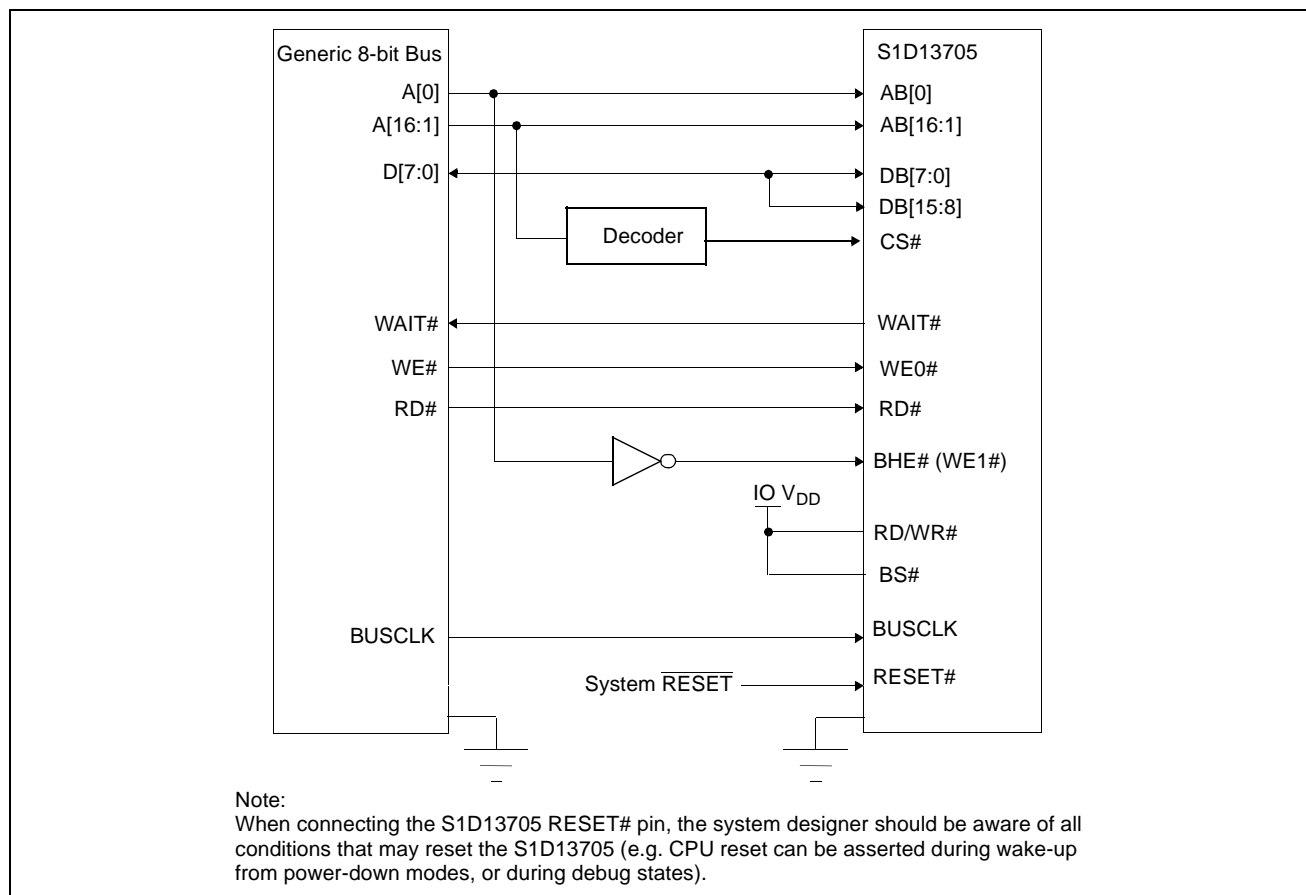 Generic 8-bit Bus
S1D13705
A[0]
AB[0]
A[16:1]
AB[16:1]
D[7:0]
DB[7:0]
DB[15:8]
Decoder
CS#
WAIT#
WAIT#
WE#
WE0#
RD#
RD#
BHE# (WE1#)
IO VDD
RD/WR#
BS#
BUSCLK
BUSCLK
System RESET
RESET#
Note:
When connecting the S1D13705 RESET# pin, the system designer should be aware of all
conditions that may reset the S1D13705 (e.g. CPU reset can be asserted during wake-up
from power-down modes, or during debug states).